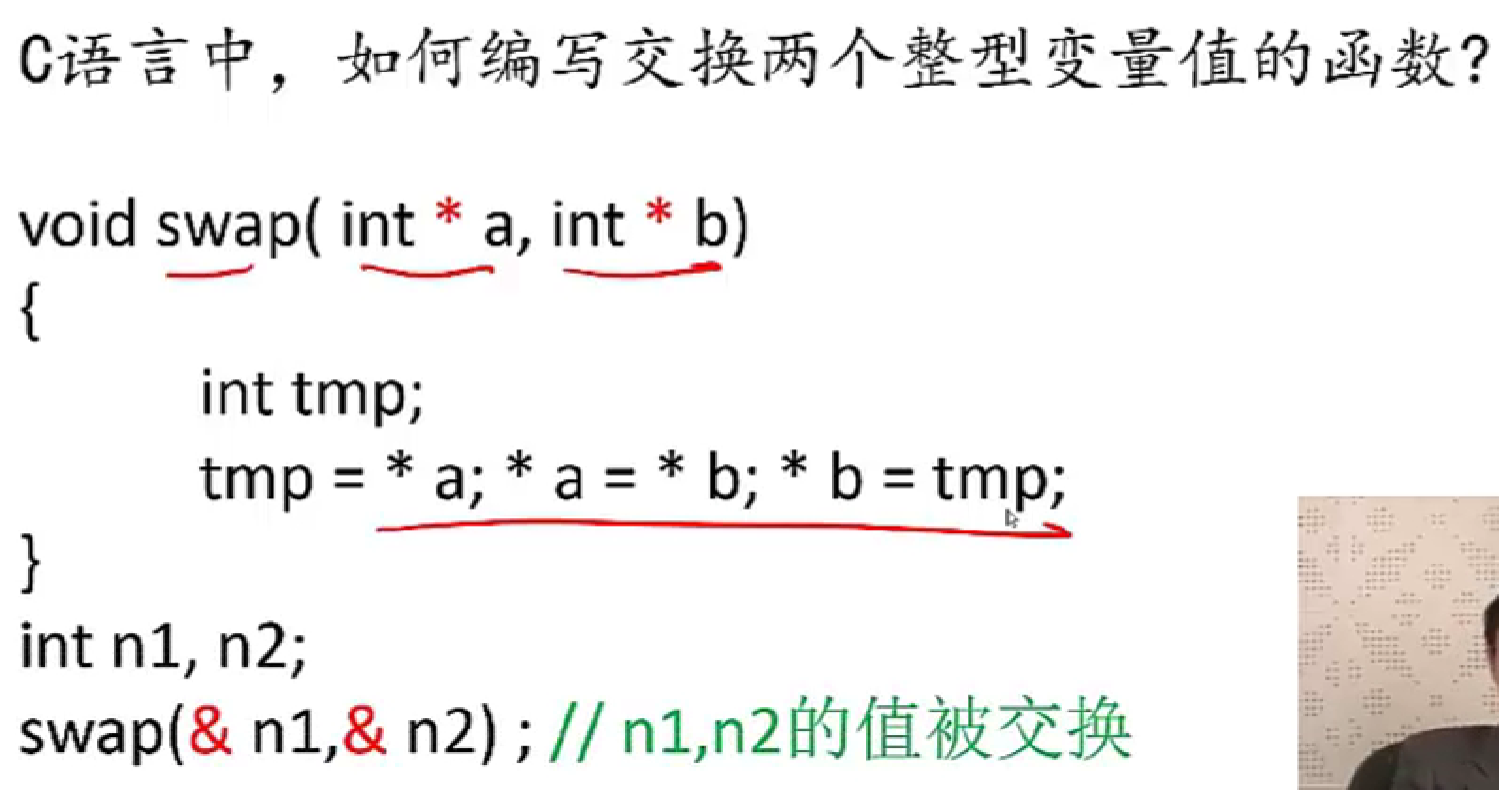 C语言中，如何编写交换两个整型变量值的函数?
void swap( int * a, int * b)
{
int tmp;
tmp = * a; * a = * b; * b = tmp;
}
int n1, n2;
swap(& n1,& n2) ; // n1,n2的值被交换